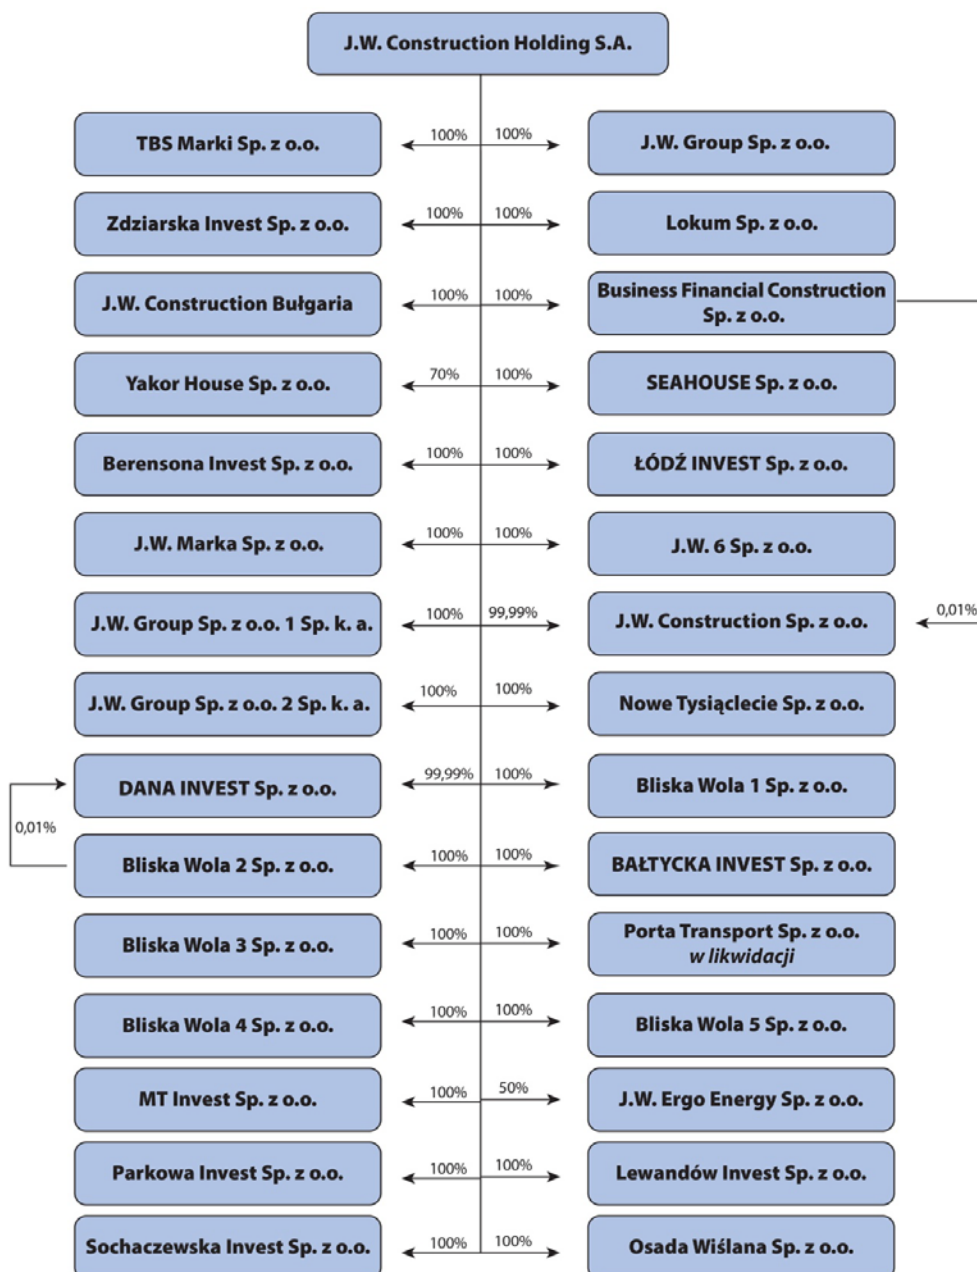 J.W. Construction Holding S.A.
TBS Marki Sp. z o.o.
100%
100%
J.W. Group Sp. z o.o.
Zdziarska Invest Sp. z o.o.
100%
100%
Lokum Sp. z o.o.
J.W. Construction Bułgaria
100%
100%
Business Financial Construction
Sp. z o.o.
Yakor House Sp. z o.o.
70%
100%
SEAHOUSE Sp. z o.o.
Berensona Invest Sp. z o.o.
100%
100%
ŁÓDŹ INVEST Sp. z o.o.
J.W. Marka Sp. z o.o.
100%
100%
J.W. 6 Sp. z o.o.
J.W. Group Sp. z o.o. 1 Sp. k. a.
100%
99,99%
J.W. Construction Sp. z o.o.
0,01%
J.W. Group Sp. z o.o. 2 Sp. k. a.
100%
100%
Nowe Tysiąclecie Sp. z o.o.
DANA INVEST Sp. z o.o.
99,99%
100%
Bliska Wola 1 Sp. z o.o.
0,01%
Bliska Wola 2 Sp. z o.o.
100%
100%
BAŁTYCKA INVEST Sp. z o.o.
Bliska Wola 3 Sp. z o.o.
100%
100%
Porta Transport Sp. z o.o.
w likwidacji
Bliska Wola 4 Sp. z o.o.
100%
100%
Bliska Wola 5 Sp. z o.o.
MT Invest Sp. z o.o.
100%
50%
J.W. Ergo Energy Sp. z o.o.
Parkowa Invest Sp. z o.o.
100%
100%
Lewandów Invest Sp. z o.o.
Sochaczewska Invest Sp. z o.o.
100%
100%
Osada Wiślana Sp. z o.o.